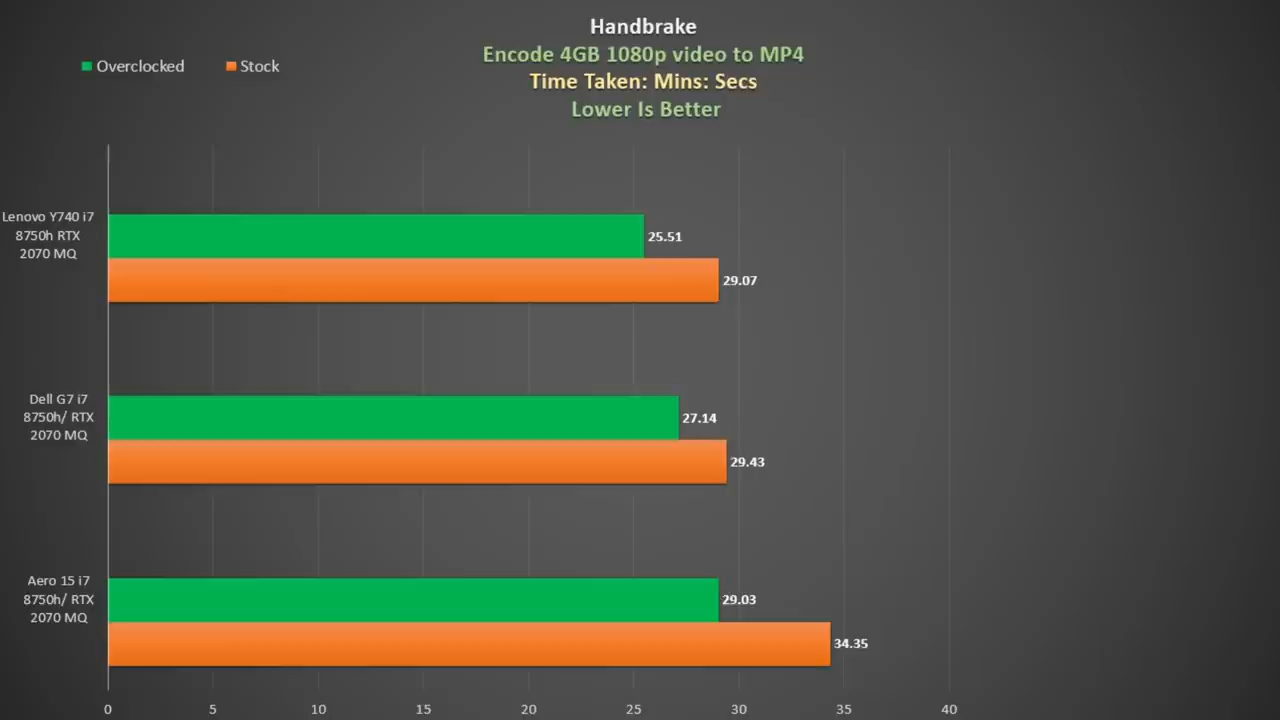 Handbrake
Encode 4GB 1080p video to MP4
Time Taken: Mins: Secs
Lower Is Better
Overclocked
Stock
Lenovo Y740 i7
8750h RTX
2070 MQ
25.51
29.07
Dell G7 i7
8750h/ RTX
2070 MQ
27.14
29.43
Aero 15 i7
8750h/ RTX
2070 MQ
29.03
34.35
0 5 10 15 20 25 30 35 40